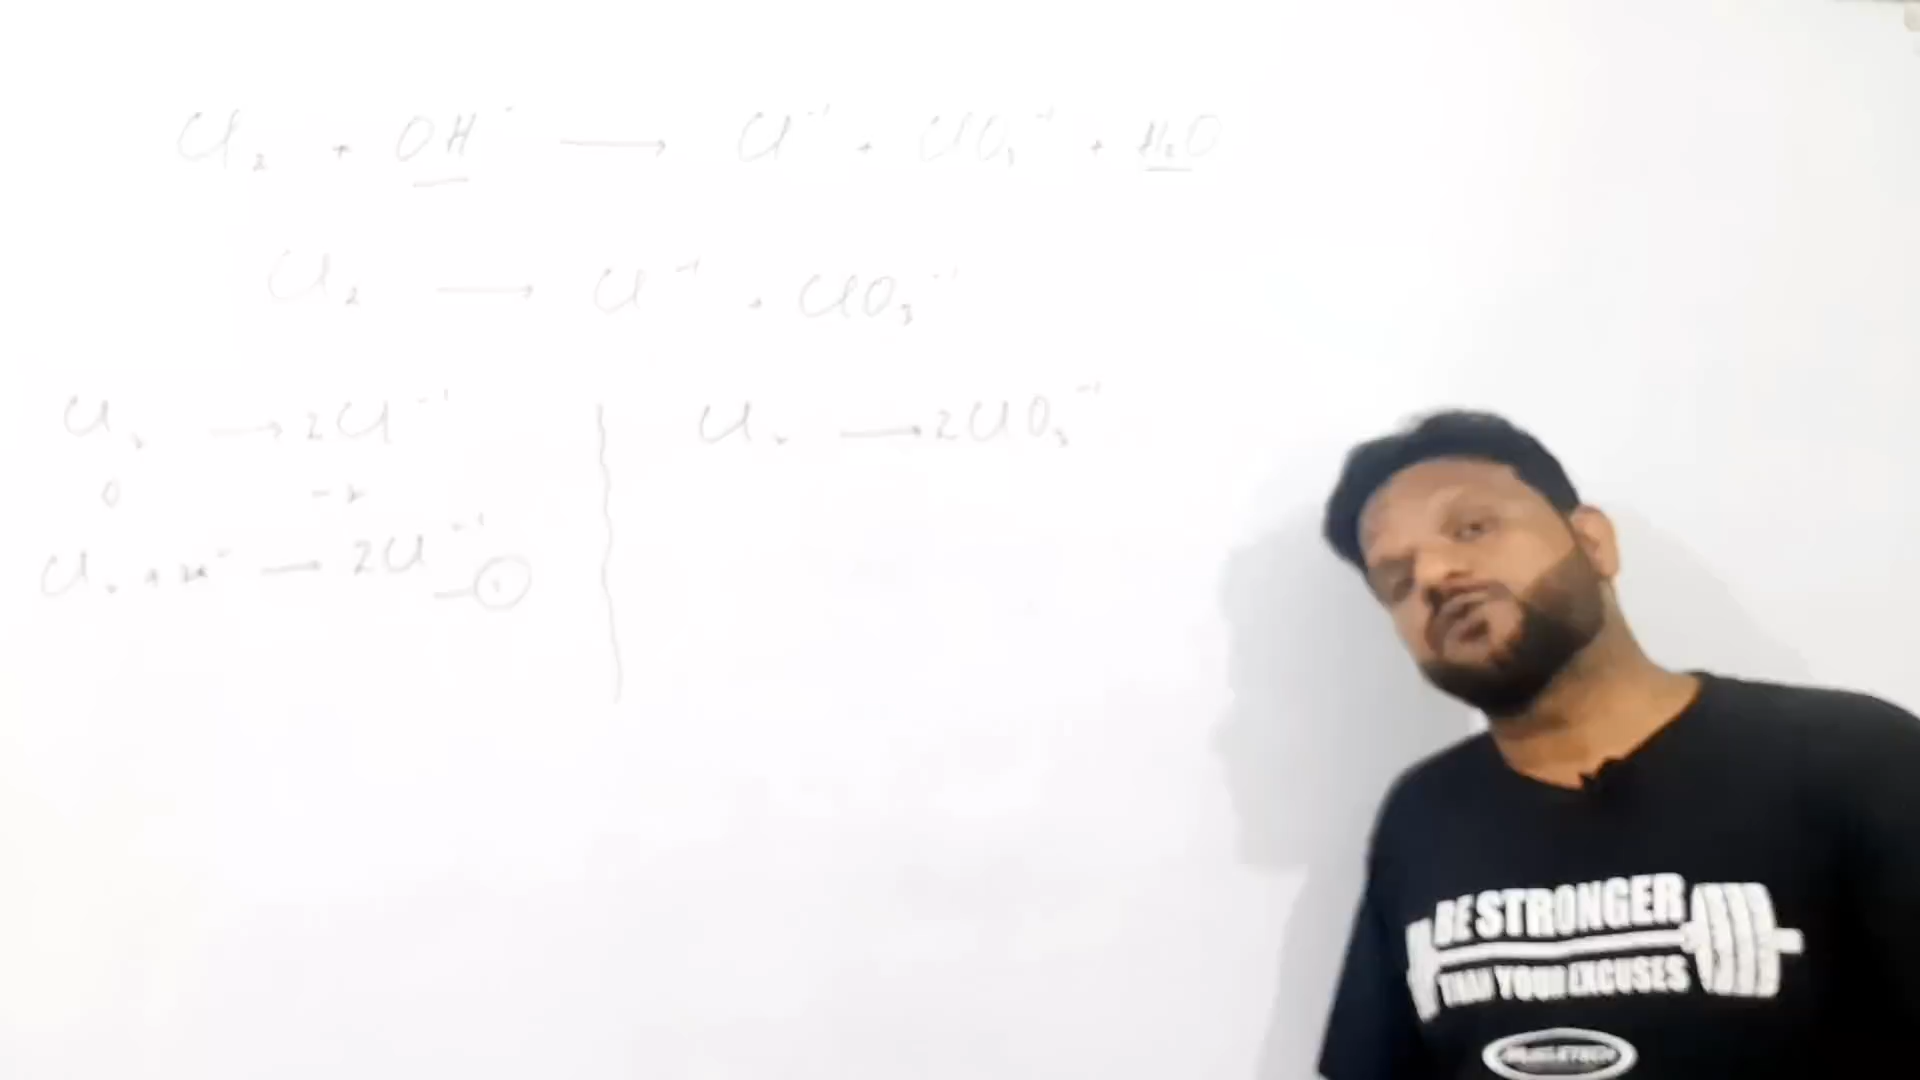 Cl₂ + OH⁻ → Cl⁻¹ + ClO₃⁻¹ + H₂O
Cl₂ → Cl⁻¹ + ClO₃⁻¹
Cl₂ → 2Cl⁻¹
0 -2
Cl₂ + 2e⁻ → 2Cl⁻¹ —①
Cl₂ → 2ClO₃⁻¹
BE STRONGER
THAN YOUR EXCUSES